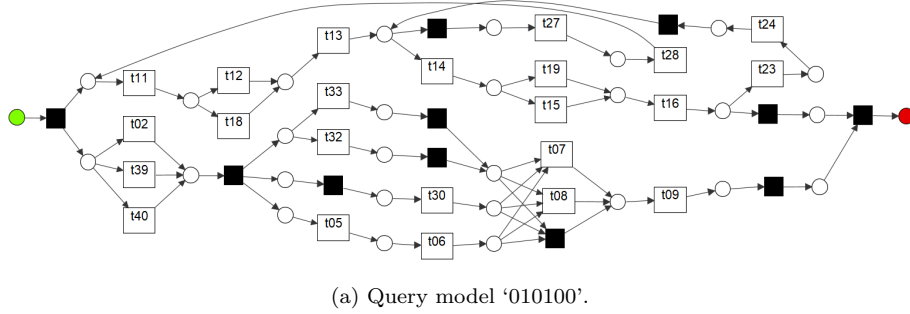 t24
t13
t27
t28
t14
t11
t12
t19
t23
t33
t18
t15
t16
t02
t32
t07
t39
t30
t08
t09
t40
t05
t06
(a) Query model ‘010100’.